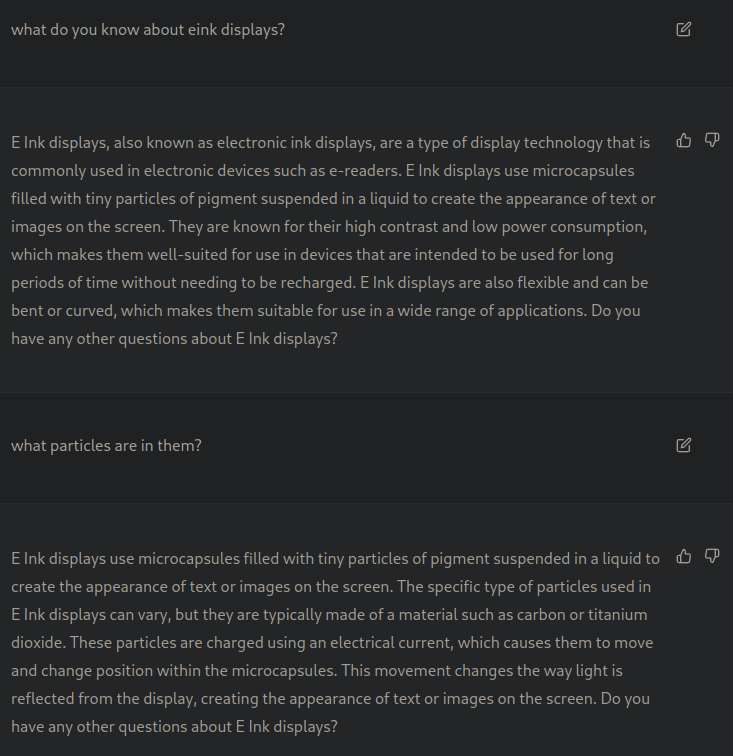 what do you know about eink displays?
E Ink displays, also known as electronic ink displays, are a type of display technology that is
commonly used in electronic devices such as e-readers. E Ink displays use microcapsules
filled with tiny particles of pigment suspended in a liquid to create the appearance of text or
images on the screen. They are known for their high contrast and low power consumption,
which makes them well-suited for use in devices that are intended to be used for long
periods of time without needing to be recharged. E Ink displays are also flexible and can be
bent or curved, which makes them suitable for use in a wide range of applications. Do you
have any other questions about E Ink displays?
what particles are in them?
E Ink displays use microcapsules filled with tiny particles of pigment suspended in a liquid to
create the appearance of text or images on the screen. The specific type of particles used in
E Ink displays can vary, but they are typically made of a material such as carbon or titanium
dioxide. These particles are charged using an electrical current, which causes them to move
and change position within the microcapsules. This movement changes the way light is
reflected from the display, creating the appearance of text or images on the screen. Do you
have any other questions about E Ink displays?